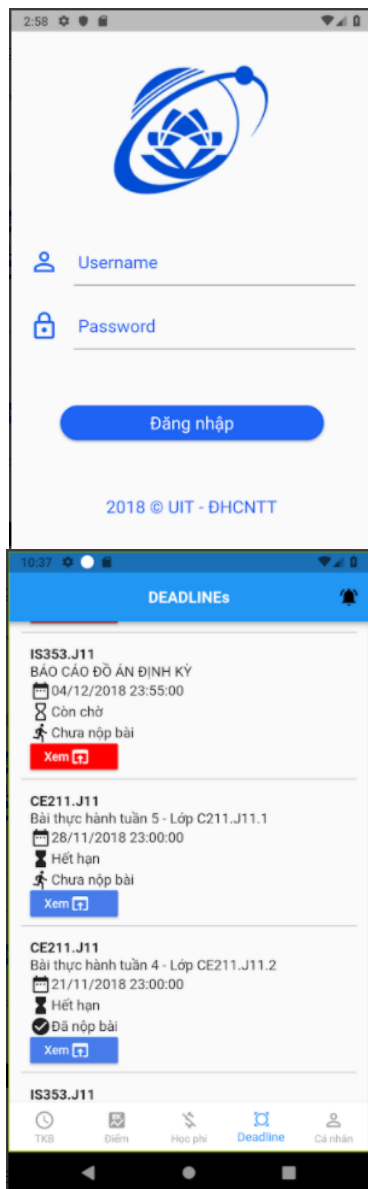 2:58
Username
Password
Đăng nhập
2018 © UIT - ĐHCNTT
10:37
DEADLINEs
IS353.J11
BÁO CÁO ĐỒ ÁN ĐỊNH KỲ
04/12/2018 23:55:00
Còn chờ
Chưa nộp bài
Xem
CE211.J11
Bài thực hành tuần 5 - Lớp C211.J11.1
28/11/2018 23:00:00
Hết hạn
Chưa nộp bài
Xem
CE211.J11
Bài thực hành tuần 4 - Lớp CE211.J11.2
21/11/2018 23:00:00
Hết hạn
Đã nộp bài
Xem
IS353.J11
TKB Điểm Học phí Deadline Cá nhân